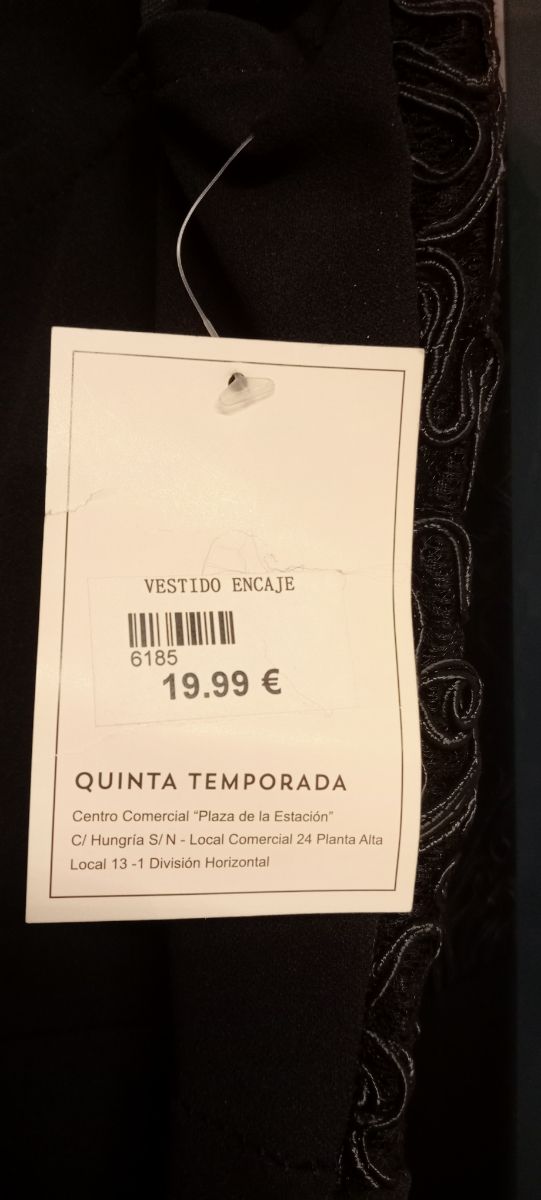 VESTIDO ENCAJE
6185
19.99 €
QUINTA TEMPORADA
Centro Comercial “Plaza de la Estación”
C/ Hungría S/N - Local Comercial 24 Planta Alta
Local 13 -1 División Horizontal